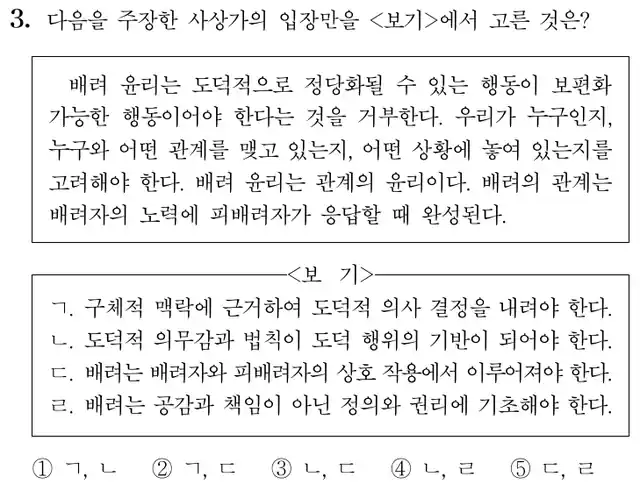 3. 다음을 주장한 사상가의 입장만을 <보기>에서 고른 것은?
배려 윤리는 도덕적으로 정당화될 수 있는 행동이 보편화
가능한 행동이어야 한다는 것을 거부한다. 우리가 누구인지,
누구와 어떤 관계를 맺고 있는지, 어떤 상황에 놓여 있는지를
고려해야 한다. 배려 윤리는 관계의 윤리이다. 배려의 관계는
배려자의 노력에 피배려자가 응답할 때 완성된다.
<보 기>
ㄱ. 구체적 맥락에 근거하여 도덕적 의사 결정을 내려야 한다.
ㄴ. 도덕적 의무감과 법칙이 도덕 행위의 기반이 되어야 한다.
ㄷ. 배려는 배려자와 피배려자의 상호 작용에서 이루어져야 한다.
ㄹ. 배려는 공감과 책임이 아닌 정의와 권리에 기초해야 한다.
① ㄱ, ㄴ ② ㄱ, ㄷ ③ ㄴ, ㄷ ④ ㄴ, ㄹ ⑤ ㄷ, ㄹ